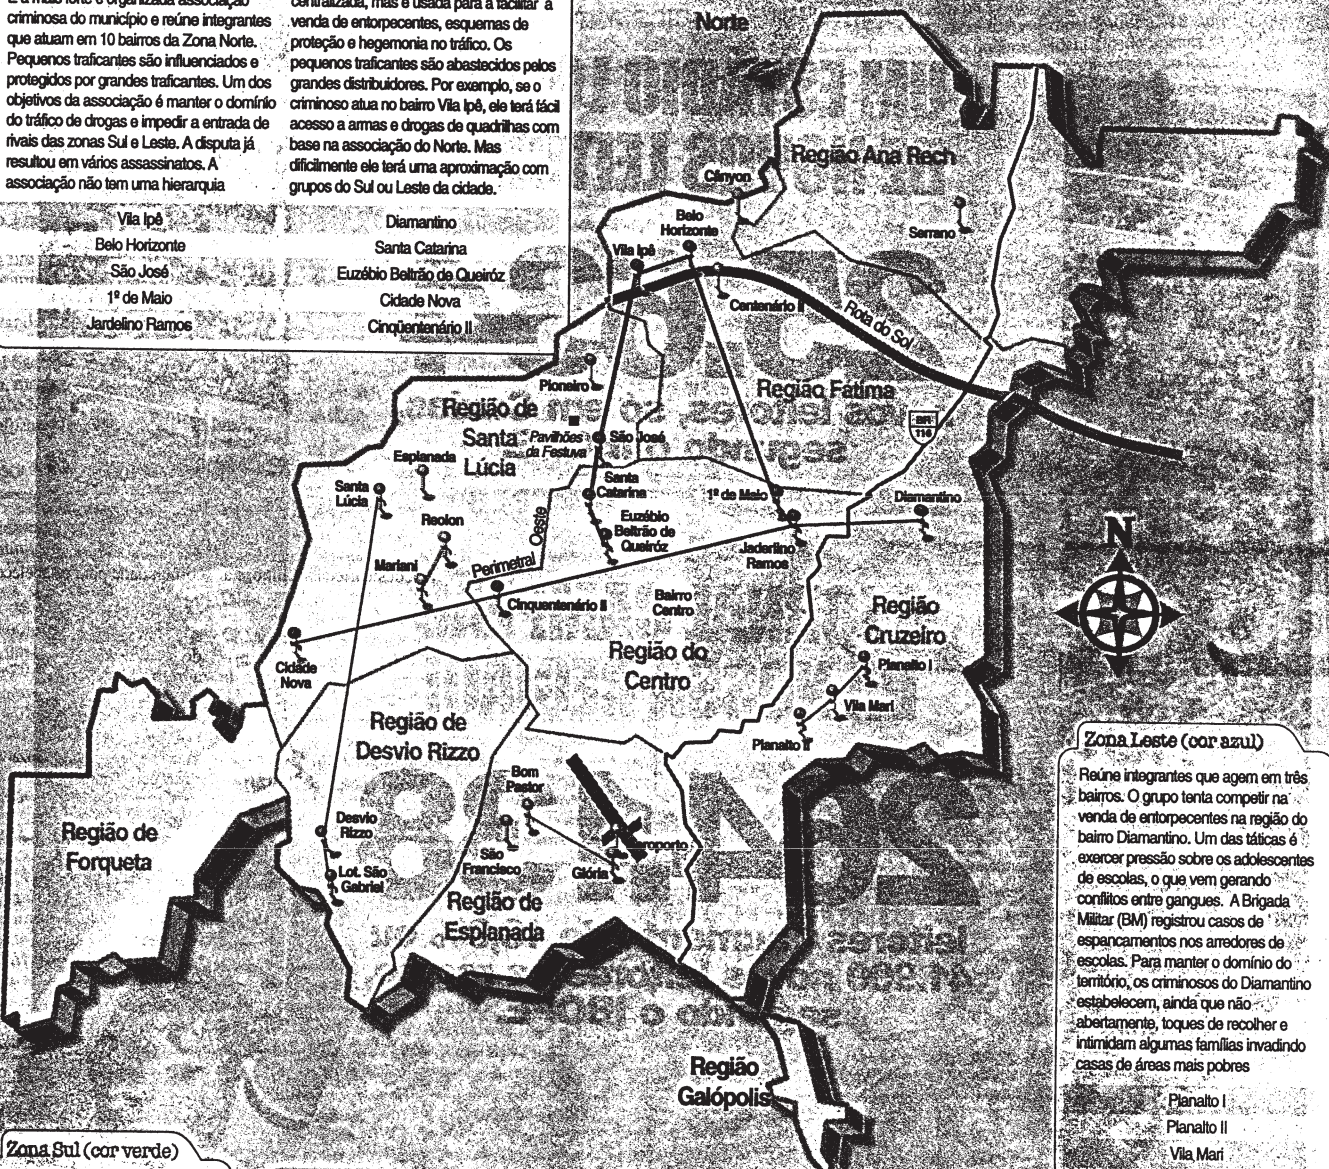 criminosa do município e reúne integrantes
que atuam em 10 bairros da Zona Norte.
Pequenos traficantes são influenciados e
protegidos por grandes traficantes. Um dos
objetivos da associação é manter o domínio
do tráfico de drogas e impedir a entrada de
rivais das zonas Sul e Leste. A disputa já
resultou em vários assassinatos. A
associação não tem uma hierarquia
centralizada, mas é usada para a facilitar a
venda de entorpecentes, esquemas de
proteção e hegemonia no tráfico. Os
pequenos traficantes são abastecidos pelos
grandes distribuidores. Por exemplo, se o
criminoso atua no bairro Vila Ipê, ele terá fácil
acesso a armas e drogas de quadrilhas com
base na associação do Norte. Mas
dificilmente ele terá uma aproximação com
grupos do Sul ou Leste da cidade.
Vila Ipê
Belo Horizonte
São José
1º de Maio
Jardelino Ramos
Diamantino
Santa Catarina
Euzébio Beltrão de Queiróz
Cidade Nova
Cinqüentenário II
Norte
Região Ana Rech
Cânyon
Serrano
Belo
Horizonte
Vila Ipê
Centenário II
Rota do Sol
Pioneiro
Região Fátima
BR
116
Região de
Santa
Lúcia
Pavilhões
da Festuva
São José
Esplanada
Santa
Lúcia
Santa
Catarina
1º de Maio
Diamantino
Reolon
Oeste
Euzébio
Beltrão de
Queiróz
Jaderlino
Ramos
Mariani
Perimetral
Cinquentenário II
Bairro
Centro
Região
Cruzeiro
Região do
Centro
Planalto I
Cidade
Nova
Vila Mari
Planalto II
Região de
Desvio Rizzo
Bom
Pastor
Desvio
Rizzo
Região de
Forqueta
São
Francisco
Glória
Aeroporto
Lot. São
Gabriel
Região de
Esplanada
Região
Galópolis
N
Zona Leste (cor azul)
Reúne integrantes que agem em três
bairros. O grupo tenta competir na
venda de entorpecentes na região do
bairro Diamantino. Um das táticas é
exercer pressão sobre os adolescentes
de escolas, o que vem gerando
conflitos entre gangues. A Brigada
Militar (BM) registrou casos de
espancamentos nos arredores de
escolas. Para manter o domínio do
território, os criminosos do Diamantino
estabelecem, ainda que não
abertamente, toques de recolher e
intimidam algumas famílias invadindo
casas de áreas mais pobres
Planalto I
Planalto II
Vila Mari
Zona Sul (cor verde)